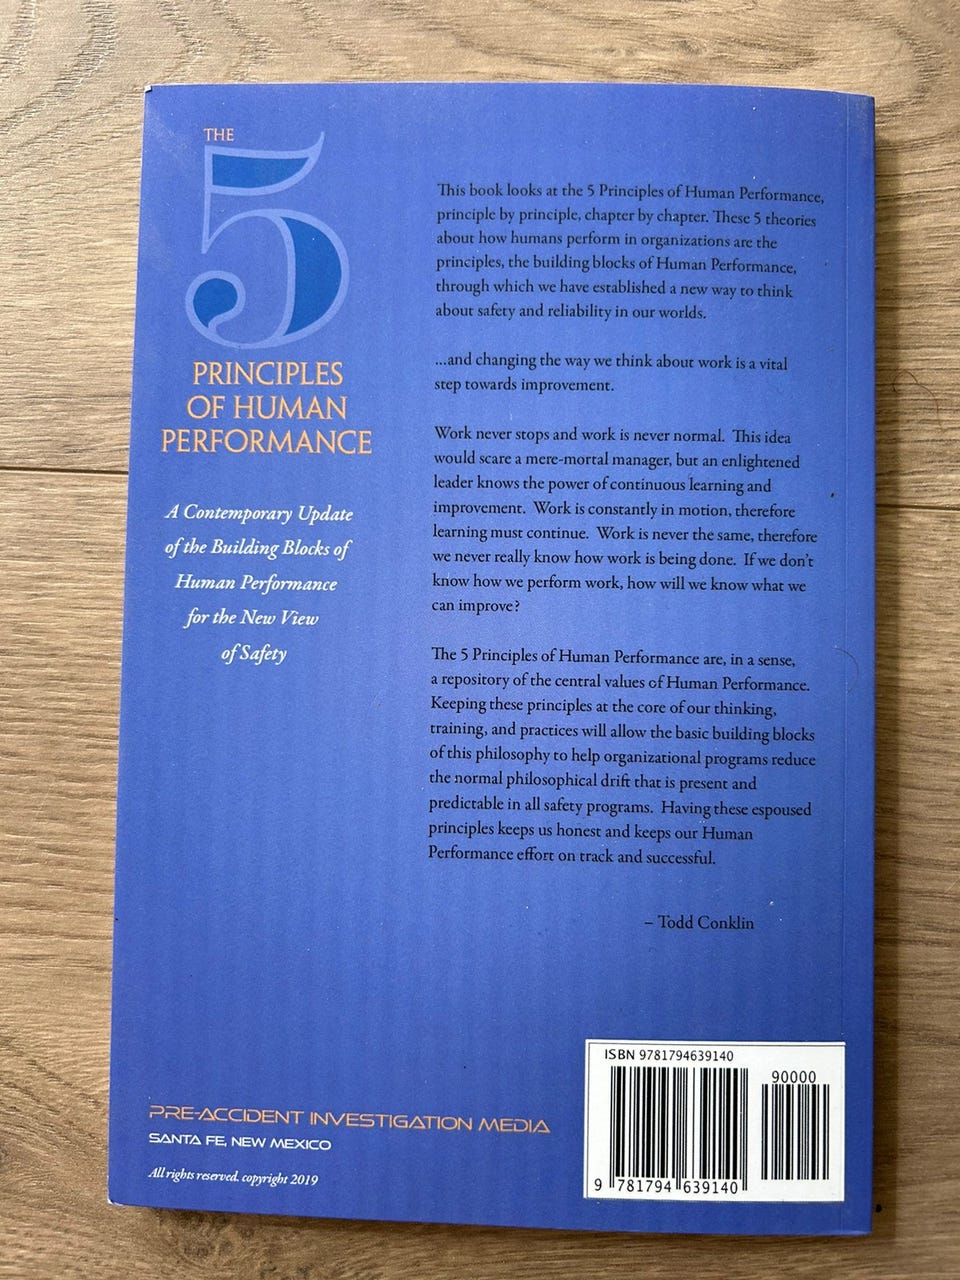 THE
5
PRINCIPLES
OF HUMAN
PERFORMANCE
A Contemporary Update
of the Building Blocks of
Human Performance
for the New View
of Safety
This book looks at the 5 Principles of Human Performance,
principle by principle, chapter by chapter. These 5 theories
about how humans perform in organizations are the
principles, the building blocks of Human Performance,
through which we have established a new way to think
about safety and reliability in our worlds.
...and changing the way we think about work is a vital
step towards improvement.
Work never stops and work is never normal. This idea
would scare a mere-mortal manager, but an enlightened
leader knows the power of continuous learning and
improvement. Work is constantly in motion, therefore
learning must continue. Work is never the same, therefore
we never really know how work is being done. If we don't
know how we perform work, how will we know what we
can improve?
The 5 Principles of Human Performance are, in a sense,
a repository of the central values of Human Performance.
Keeping these principles at the core of our thinking,
training, and practices will allow the basic building blocks
of this philosophy to help organizational programs reduce
the normal philosophical drift that is present and
predictable in all safety programs. Having these espoused
principles keeps us honest and keeps our Human
Performance effort on track and successful.
– Todd Conklin
PRE-ACCIDENT INVESTIGATION MEDIA
SANTA FE, NEW MEXICO
All rights reserved. copyright 2019
ISBN 9781794639140
90000
9 781794 639140